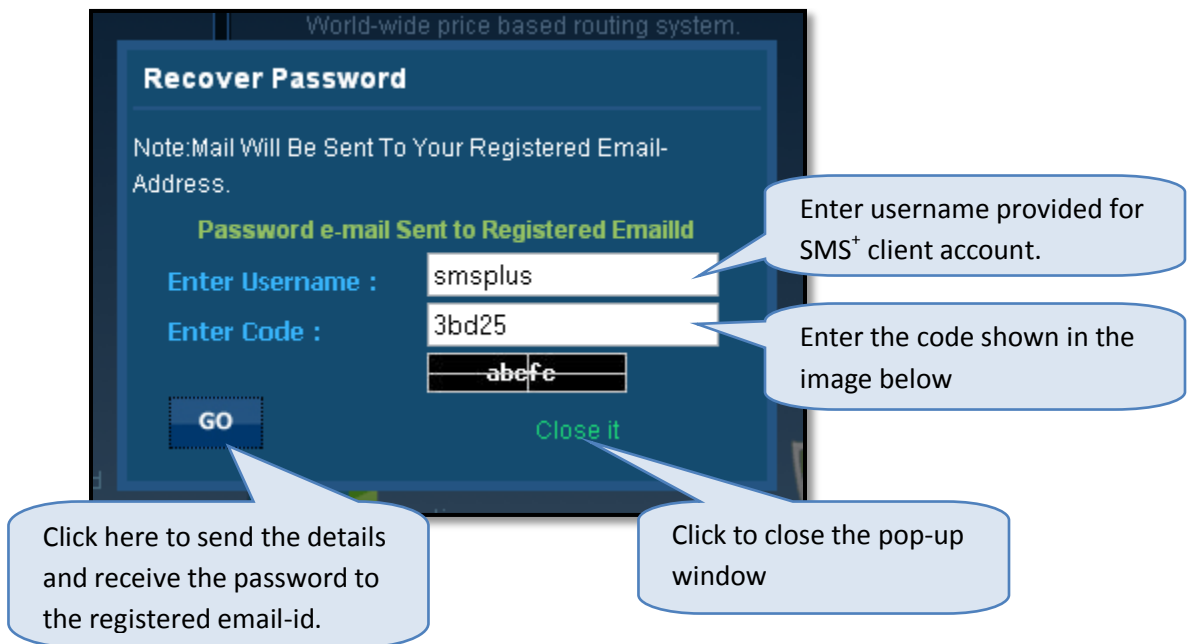 World-wide price based routing system.
Recover Password
Note:Mail Will Be Sent To Your Registered Email-
Address.
Password e-mail Sent to Registered EmailId
Enter Username :
smsplus
Enter Code :
3bd25
abcfc
GO
Close it
Enter username provided for
SMS+ client account.
Enter the code shown in the
image below
Click here to send the details
and receive the password to
the registered email-id.
Click to close the pop-up
window